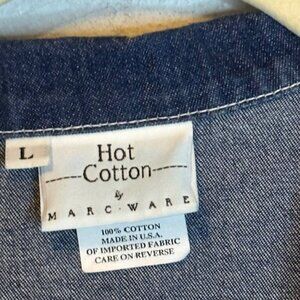 L
Hot
Cotton
by
MARC·WARE
100% COTTON
MADE IN U.S.A.
OF IMPORTED FABRIC
CARE ON REVERSE